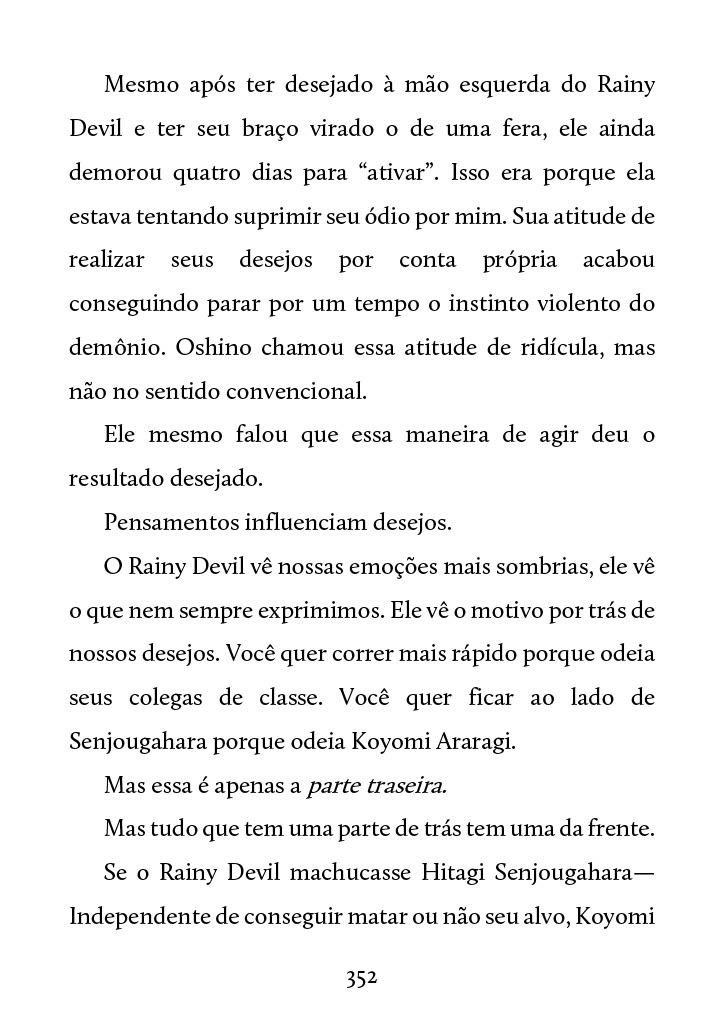 Mesmo após ter desejado à mão esquerda do Rainy
Devil e ter seu braço virado o de uma fera, ele ainda
demorou quatro dias para “ativar”. Isso era porque ela
estava tentando suprimir seu ódio por mim. Sua atitude de
realizar seus desejos por conta própria acabou
conseguindo parar por um tempo o instinto violento do
demônio. Oshino chamou essa atitude de ridícula, mas
não no sentido convencional.
Ele mesmo falou que essa maneira de agir deu o
resultado desejado.
Pensamentos influenciam desejos.
O Rainy Devil vê nossas emoções mais sombrias, ele vê
o que nem sempre exprimimos. Ele vê o motivo por trás de
nossos desejos. Você quer correr mais rápido porque odeia
seus colegas de classe. Você quer ficar ao lado de
Senjougahara porque odeia Koyomi Araragi.
Mas essa é apenas a parte traseira.
Mas tudo que tem uma parte de trás tem uma da frente.
Se o Rainy Devil machucasse Hitagi Senjougahara—
Independente de conseguir matar ou não seu alvo, Koyomi
352